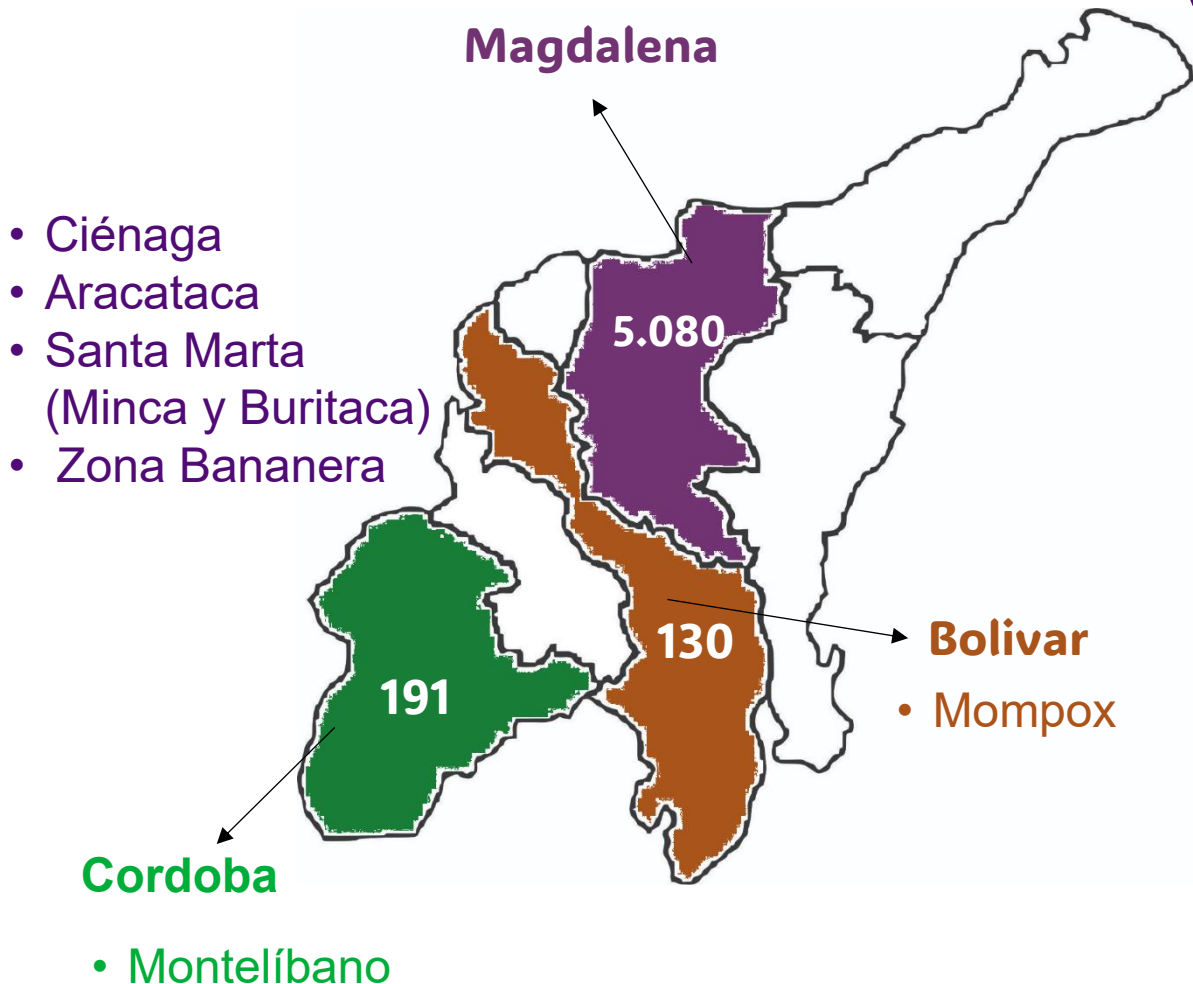 Magdalena
• Ciénaga
• Aracataca
• Santa Marta
(Minca y Buritaca)
• Zona Bananera
5.080
130
191
Bolivar
• Mompox
Cordoba
• Montelíbano